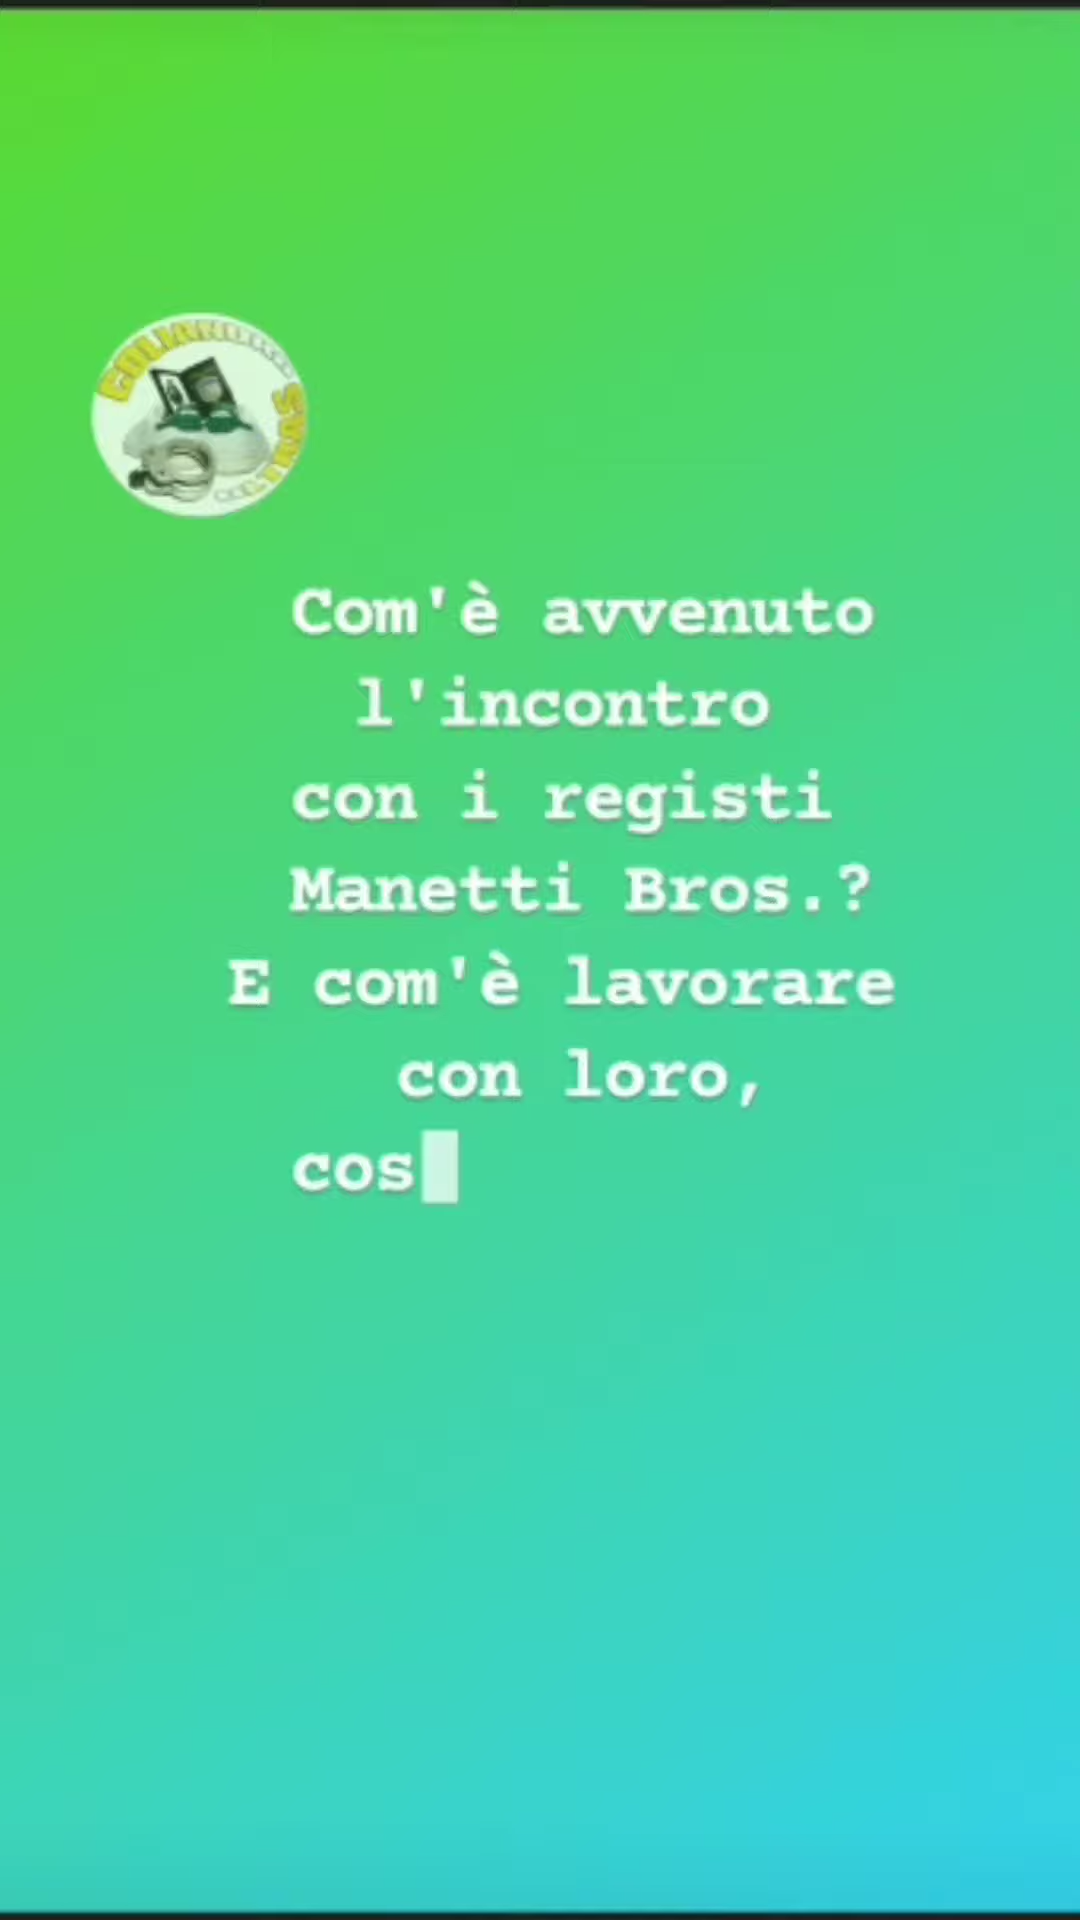 Com'è avvenuto
l'incontro
con i registi
Manetti Bros.?
E com'è lavorare
con loro,
cos